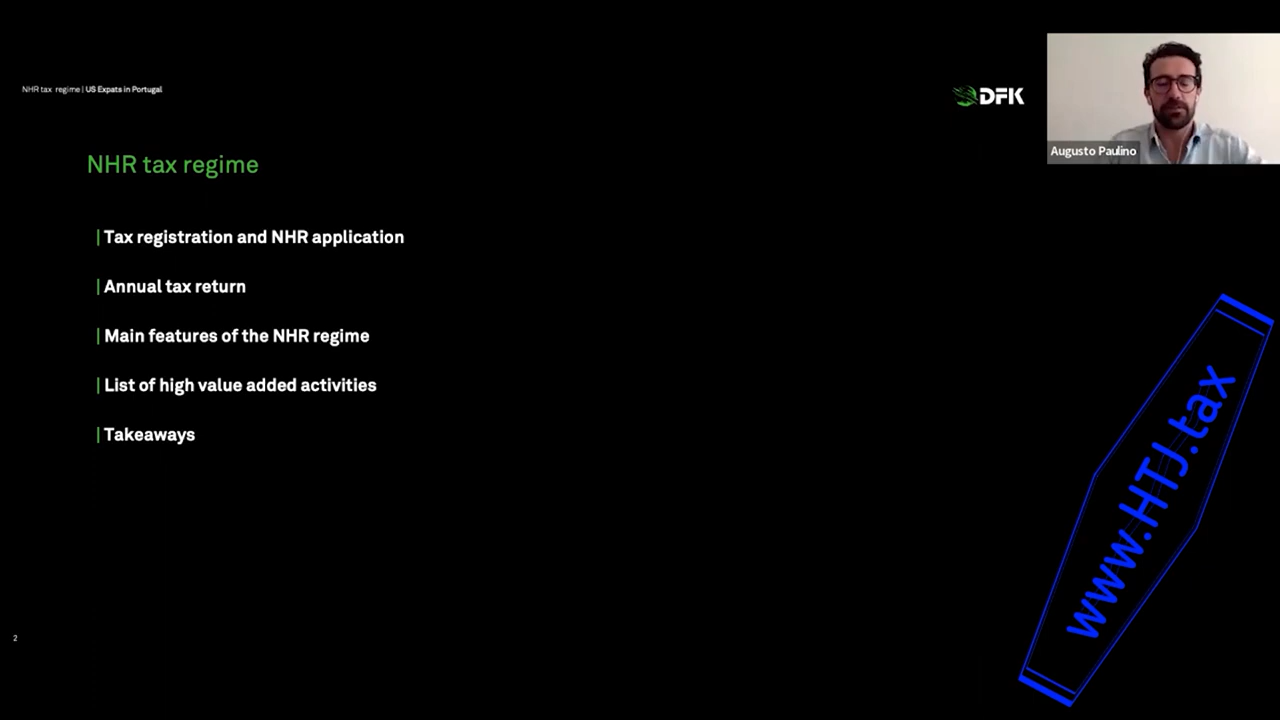 NHR tax regime | US Expats in Portugal
DFK
Augusto Paulino
NHR tax regime
| Tax registration and NHR application
| Annual tax return
| Main features of the NHR regime
| List of high value added activities
| Takeaways
www.HTJ.tax
2